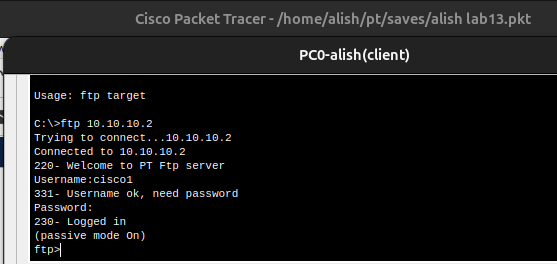 Cisco Packet Tracer - /home/alish/pt/saves/alish lab13.pkt
PC0-alish(client)
Usage: ftp target
C:\>ftp 10.10.10.2
Trying to connect...10.10.10.2
Connected to 10.10.10.2
220- Welcome to PT Ftp server
Username:cisco1
331- Username ok, need password
Password:
230- Logged in
(passive mode On)
ftp>